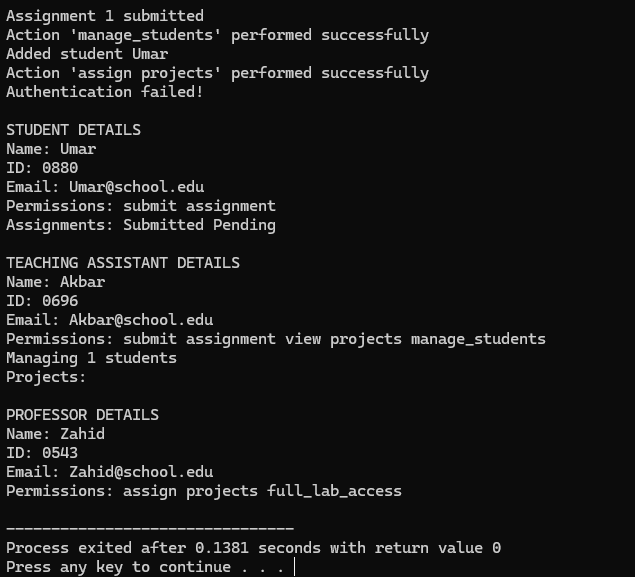 Assignment 1 submitted
Action 'manage_students' performed successfully
Added student Umar
Action 'assign projects' performed successfully
Authentication failed!
STUDENT DETAILS
Name: Umar
ID: 0880
Email: Umar@school.edu
Permissions: submit assignment
Assignments: Submitted Pending
TEACHING ASSISTANT DETAILS
Name: Akbar
ID: 0696
Email: Akbar@school.edu
Permissions: submit assignment view projects manage_students
Managing 1 students
Projects:
PROFESSOR DETAILS
Name: Zahid
ID: 0543
Email: Zahid@school.edu
Permissions: assign projects full_lab_access
--------------------------------
Process exited after 0.1381 seconds with return value 0
Press any key to continue . . .